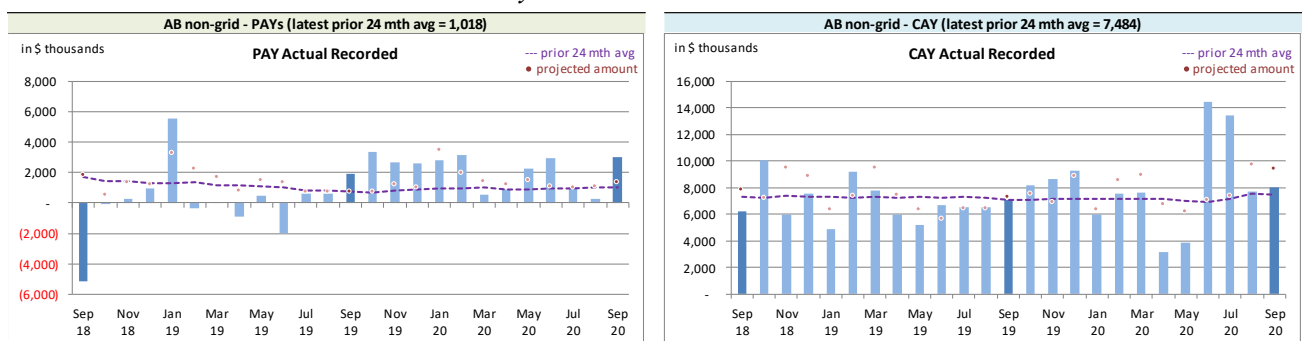 AB non-grid - PAYs (latest prior 24 mth avg = 1,018)
in $ thousands
PAY Actual Recorded
--- prior 24 mth avg
• projected amount
8,000
6,000
4,000
2,000
-
(2,000)
(4,000)
(6,000)
Sep 18 Nov 18 Jan 19 Mar 19 May 19 Jul 19 Sep 19 Nov 19 Jan 20 Mar 20 May 20 Jul 20 Sep 20
AB non-grid - CAY (latest prior 24 mth avg = 7,484)
in $ thousands
CAY Actual Recorded
--- prior 24 mth avg
• projected amount
16,000
14,000
12,000
10,000
8,000
6,000
4,000
2,000
-
Sep 18 Nov 18 Jan 19 Mar 19 May 19 Jul 19 Sep 19 Nov 19 Jan 20 Mar 20 May 20 Jul 20 Sep 20